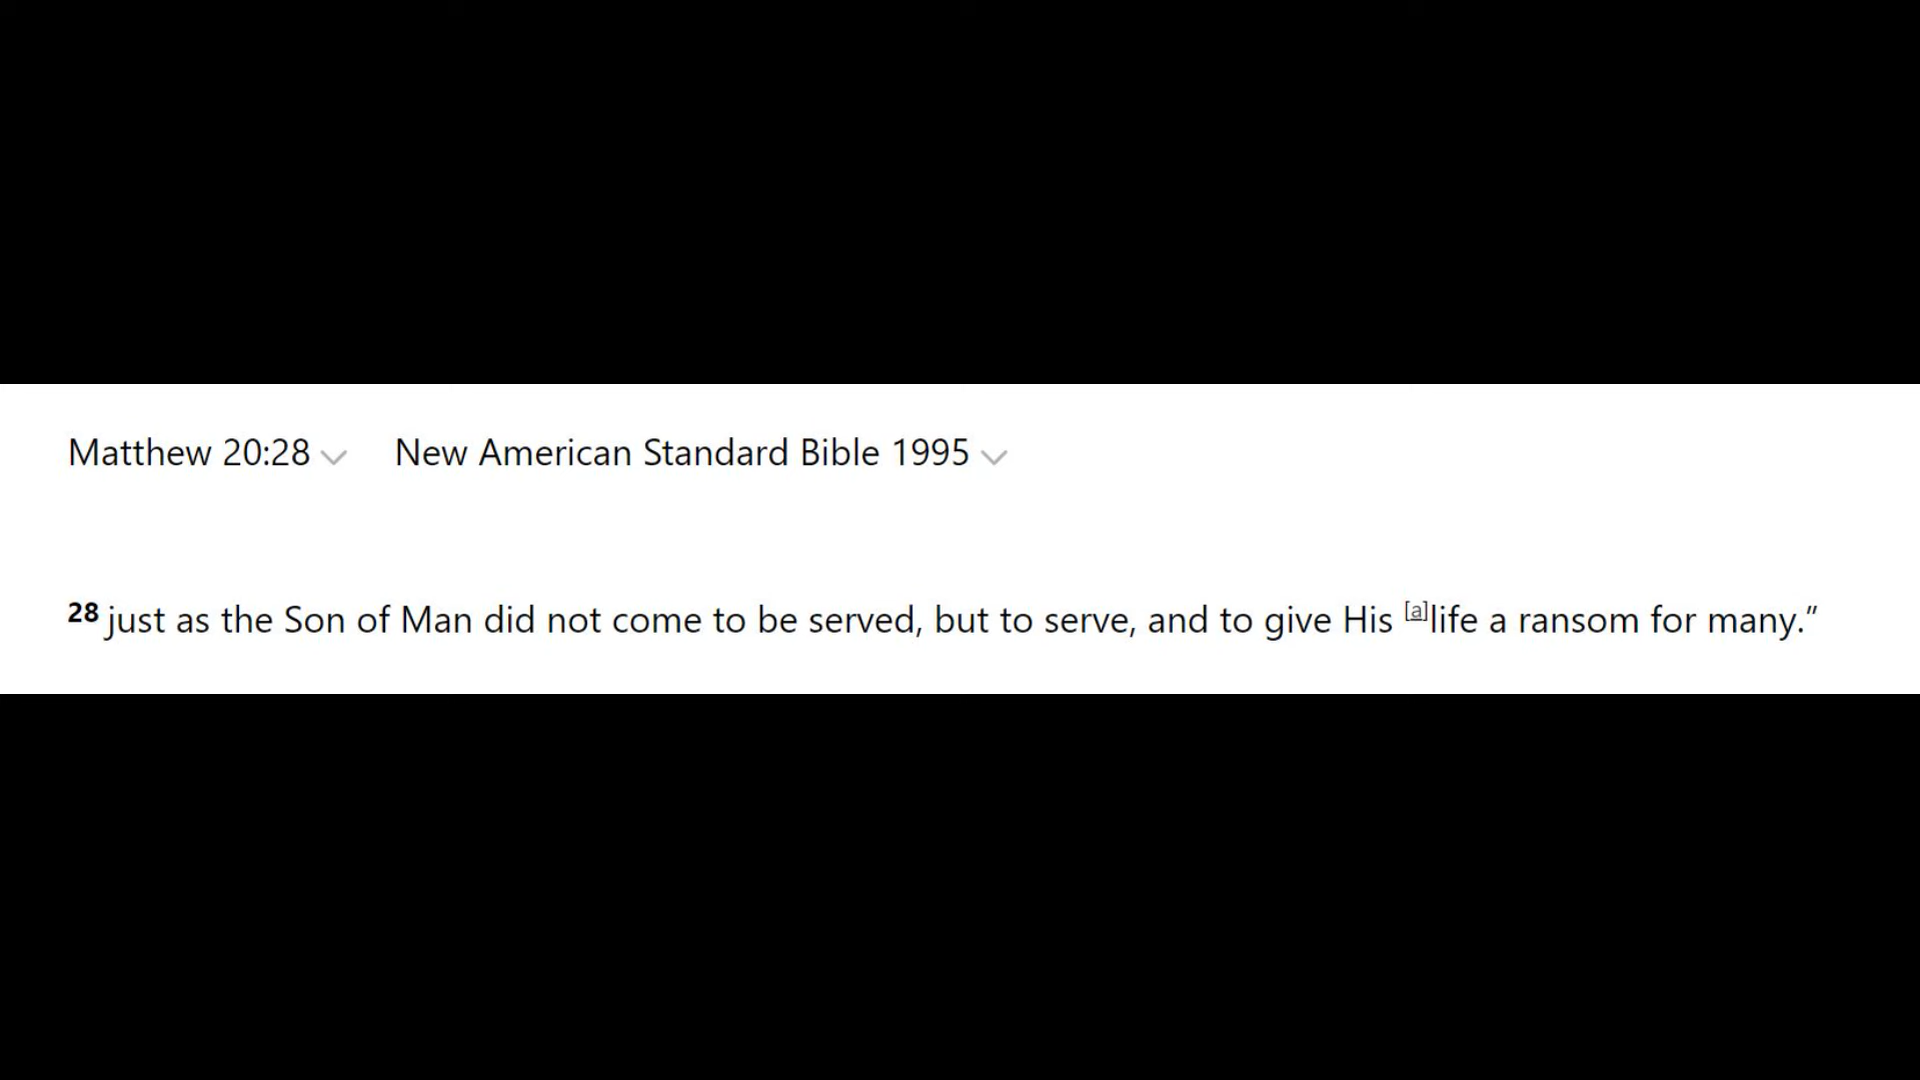 Matthew 20:28 New American Standard Bible 1995
28 just as the Son of Man did not come to be served, but to serve, and to give His [a]life a ransom for many.”